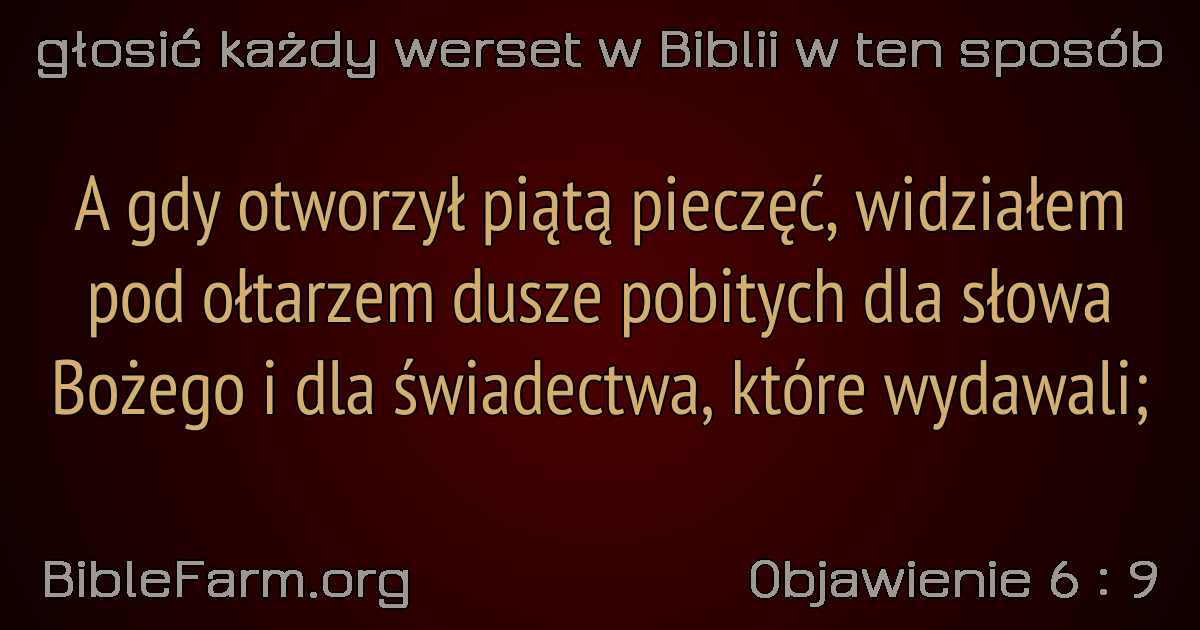 głosić każdy werset w Biblii w ten sposób
A gdy otworzył piątą pieczęć, widziałem
pod ołtarzem dusze pobitych dla słowa
Bożego i dla świadectwa, które wydawali;
BibleFarm.org
Objawienie 6 : 9